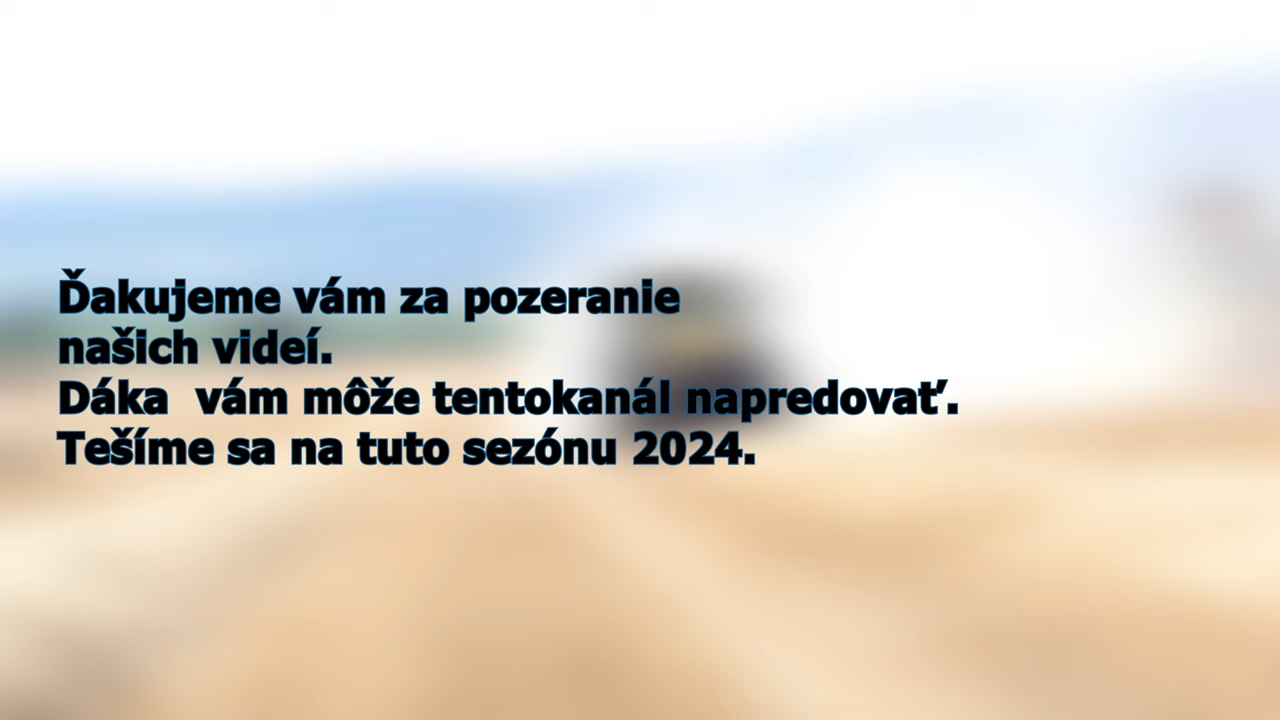 Ďakujeme vám za pozeranie
našich videí.
Dáka  vám môže tentokanál napredovať.
Tešíme sa na tuto sezónu 2024.